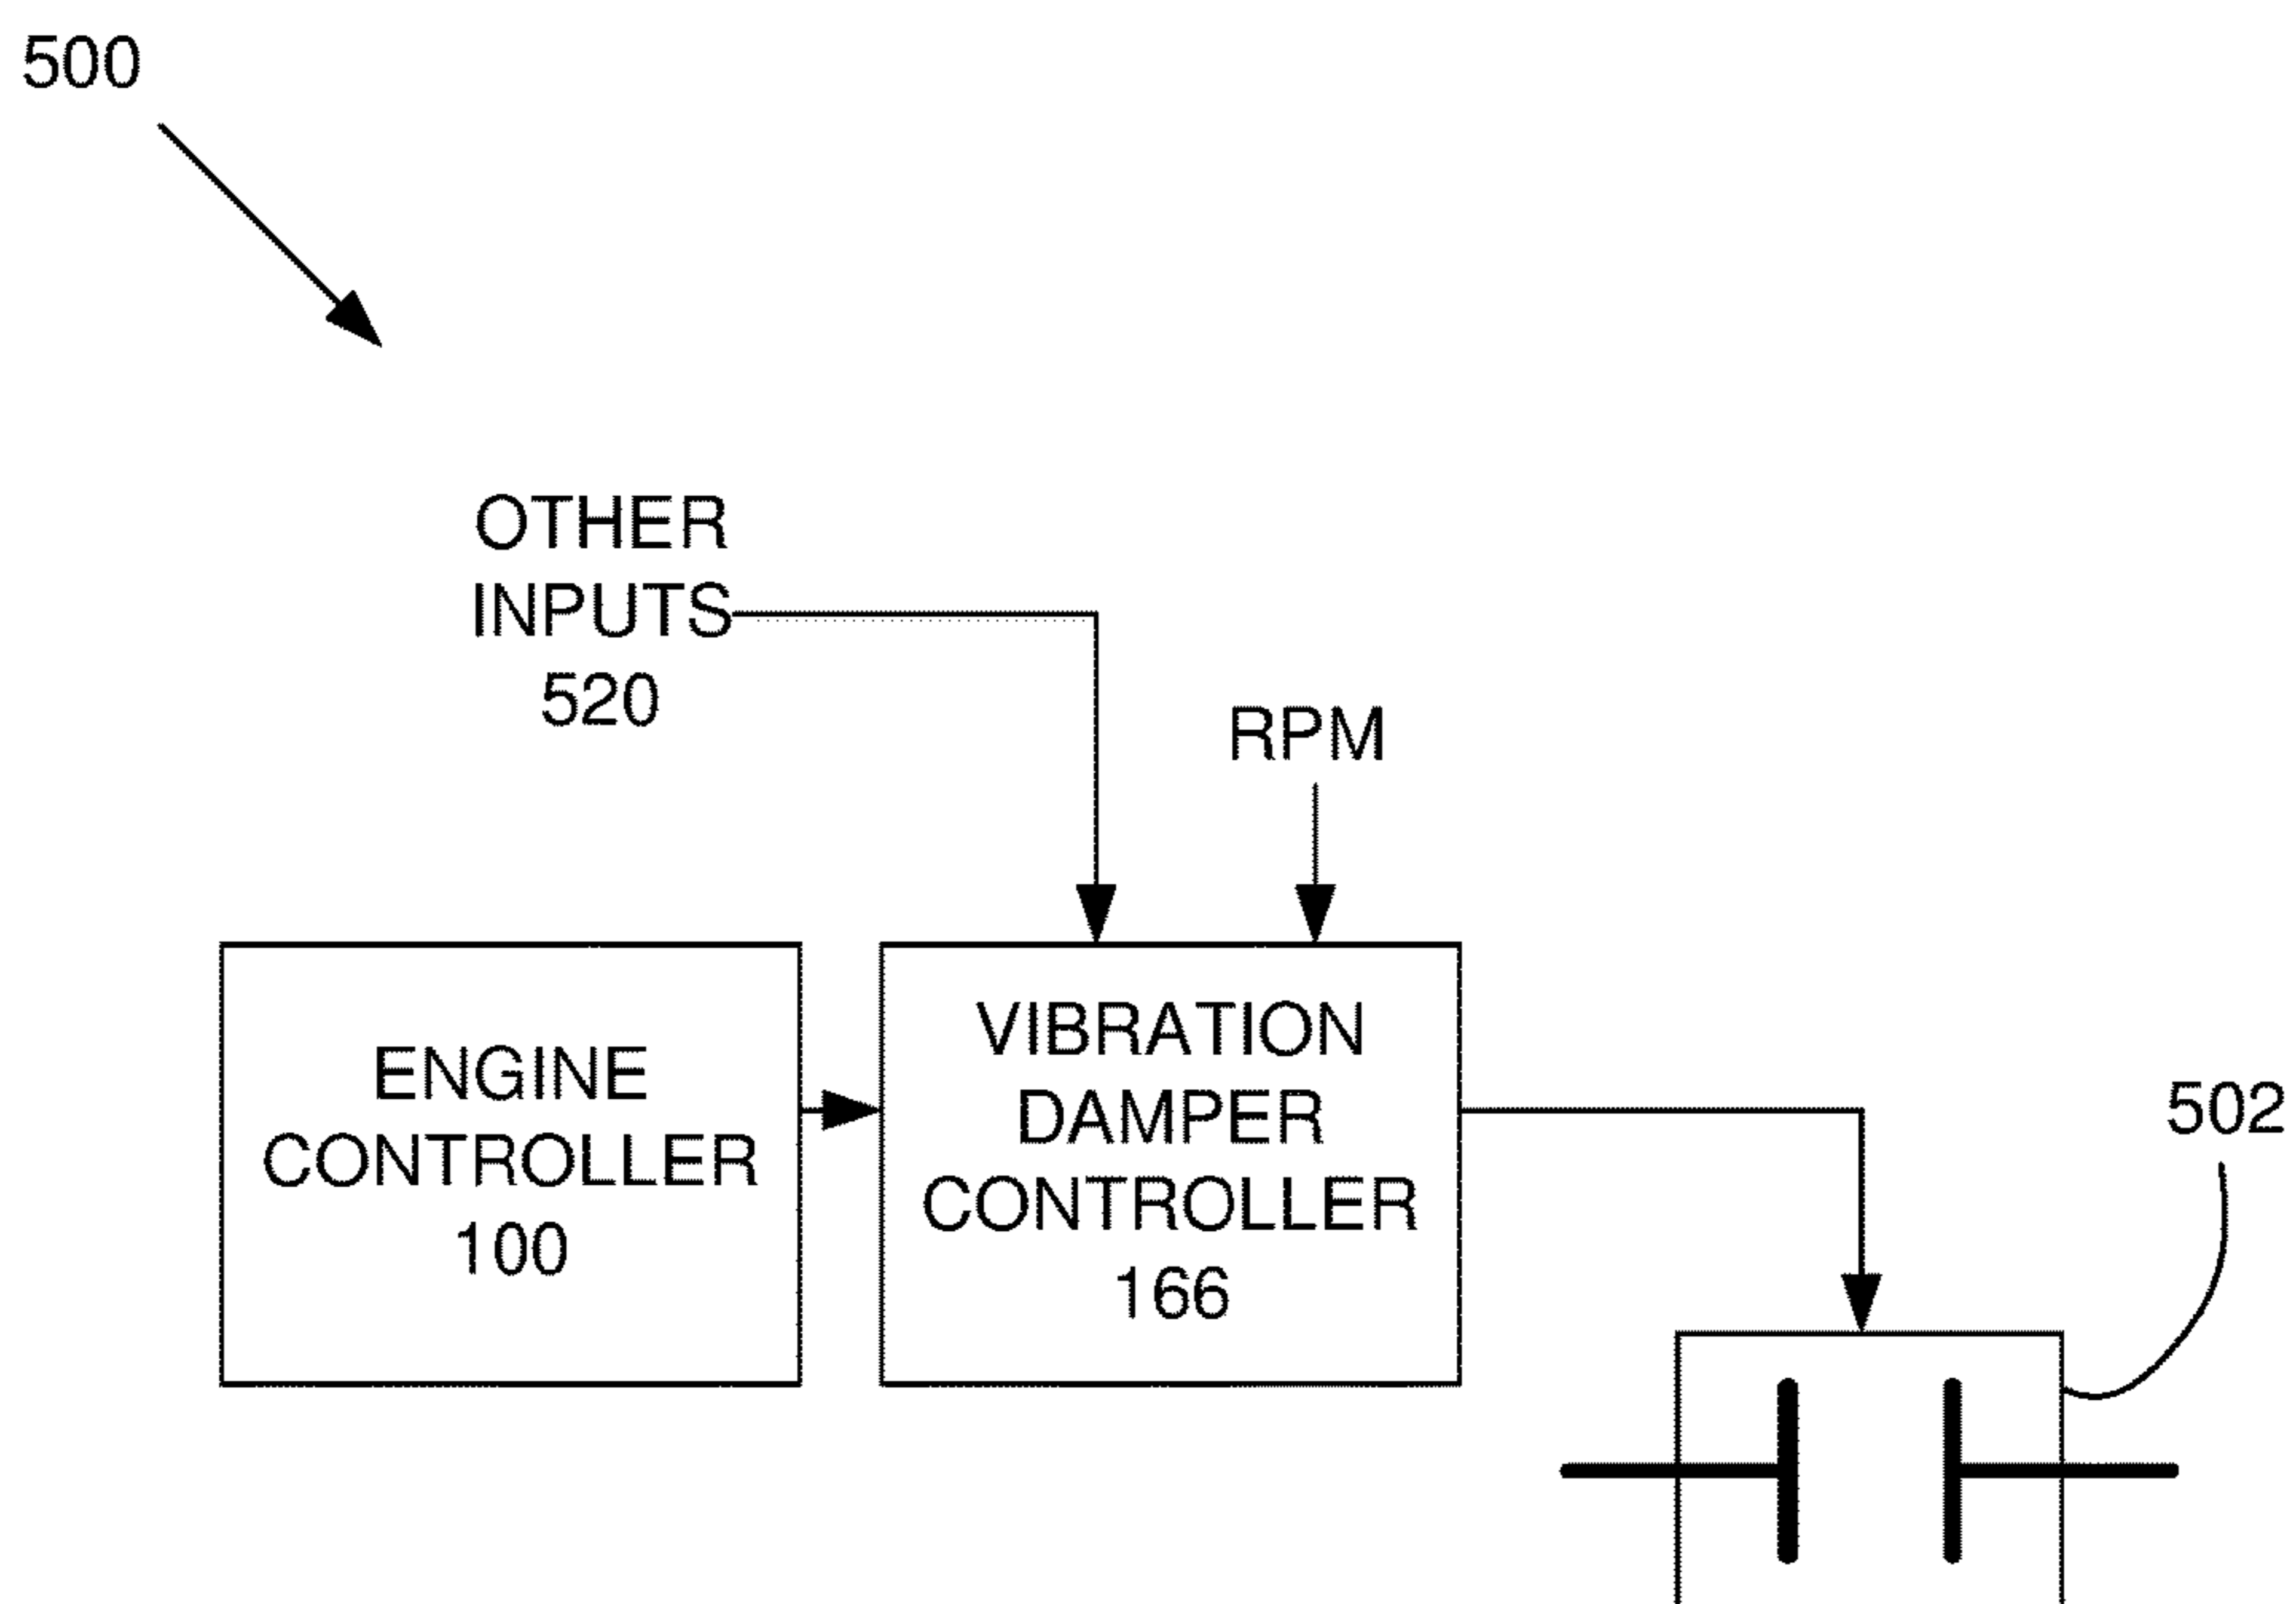 500
OTHER
INPUTS
520
RPM
ENGINE
CONTROLLER
100
VIBRATION
DAMPER
CONTROLLER
166
502